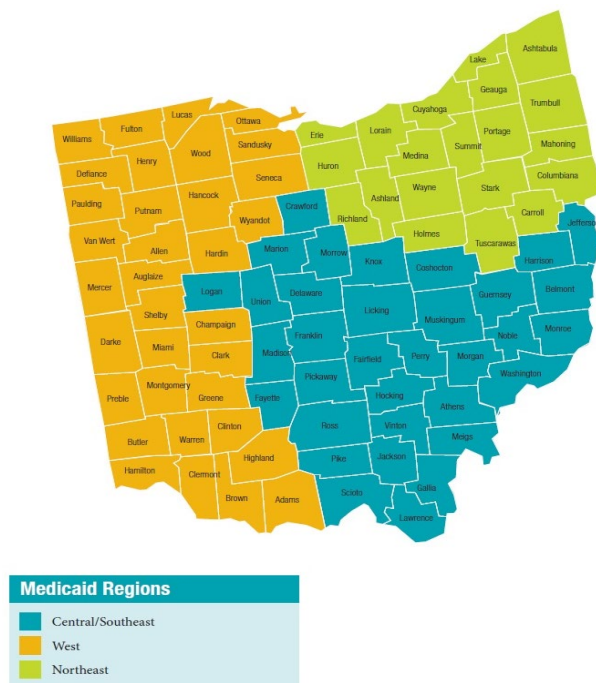 Ashtabula
Lake
Geauga
Cuyahoga
Trumbull
Lucas
Fulton
Ottawa
Williams
Erie
Lorain
Portage
Summit
Medina
Mahoning
Sandusky
Wood
Henry
Defiance
Huron
Seneca
Columbiana
Stark
Wayne
Ashland
Hancock
Paulding
Putnam
Crawford
Wyandot
Richland
Carroll
Jefferso
Holmes
Tuscarawas
Van Wert
Allen
Hardin
Marion
Morrow
Knox
Coshocton
Harrison
Auglaize
Mercer
Logan
Union
Delaware
Guernsey
Belmont
Shelby
Licking
Muskingum
Champaign
Darke
Miami
Clark
Madison
Franklin
Noble
Monroe
Fairfield
Perry
Morgan
Washington
Pickaway
Preble
Montgomery
Greene
Fayette
Hocking
Athens
Clinton
Butler
Warren
Ross
Vinton
Meigs
Highland
Hamilton
Clermont
Pike
Jackson
Brown
Adams
Scioto
Gallia
Lawrence
Medicaid Regions
Central/Southeast
West
Northeast